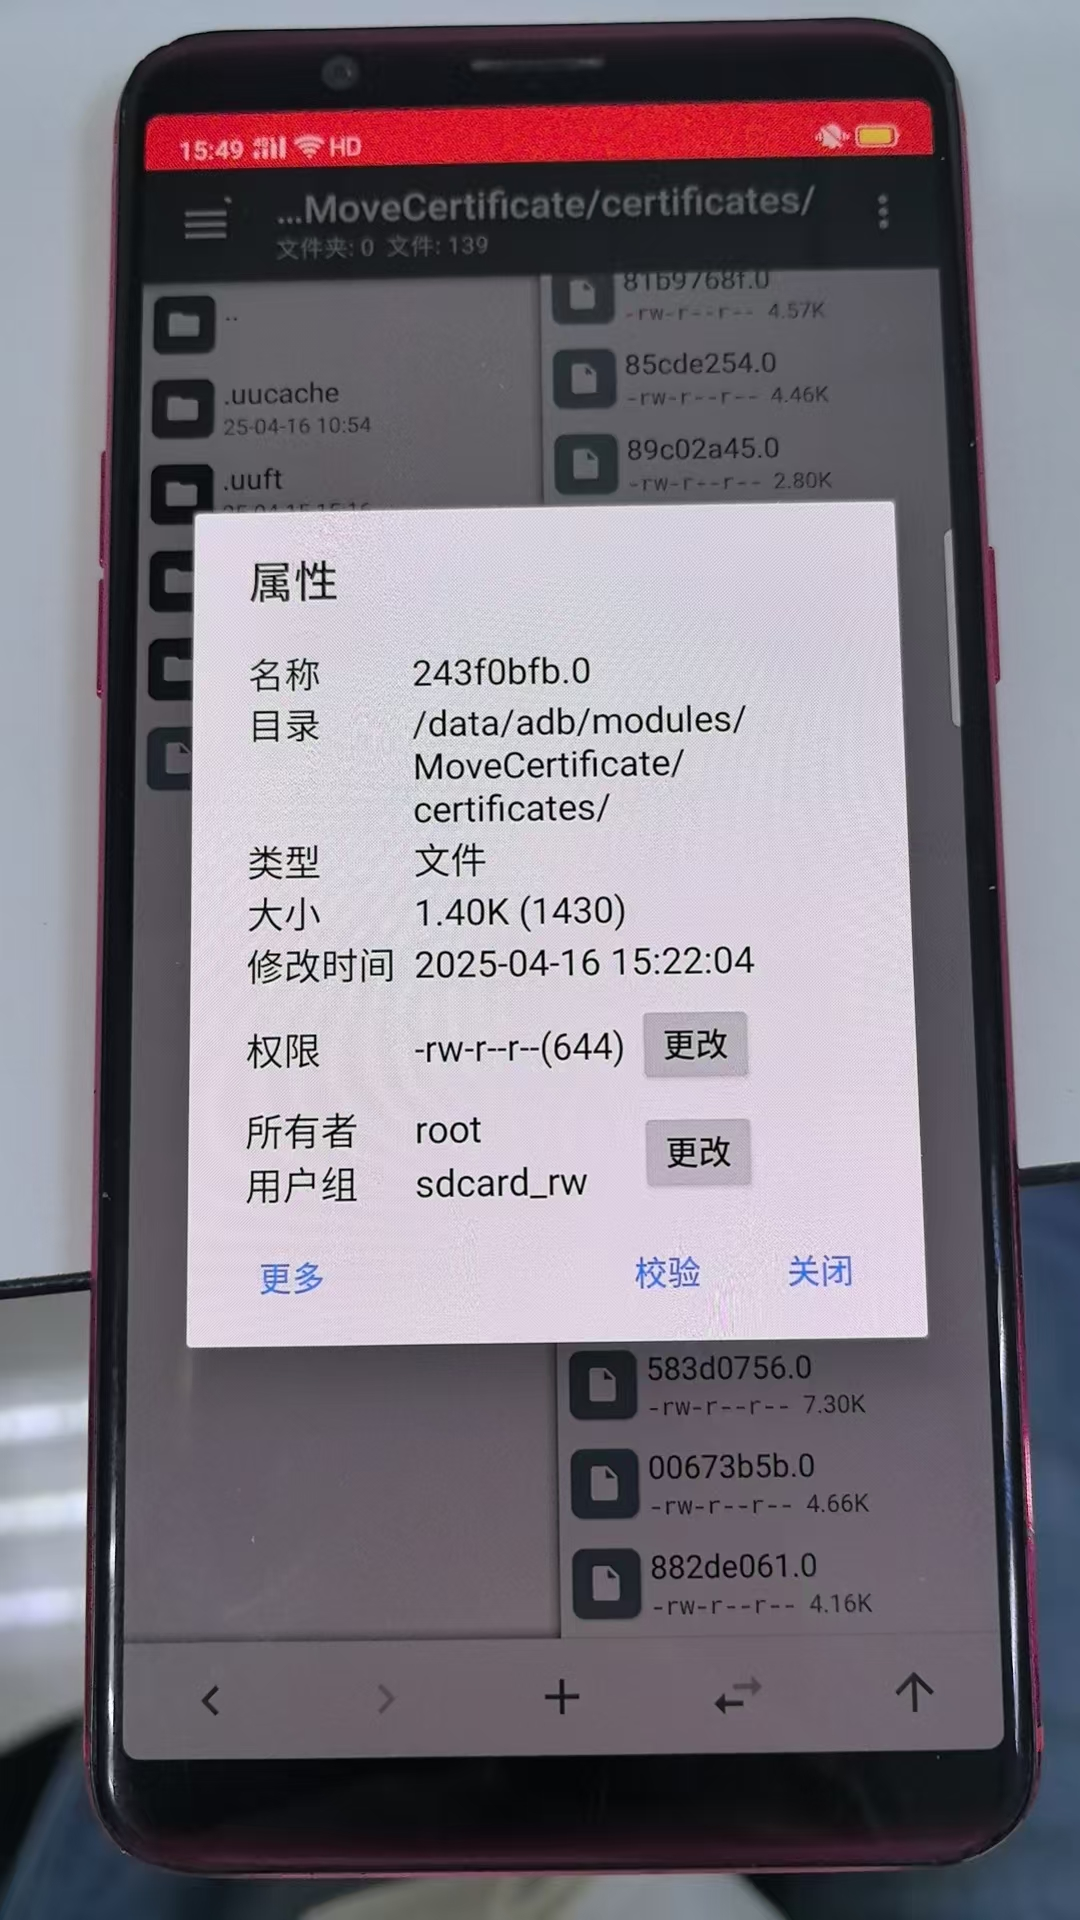 15:49 HD
...MoveCertificate/certificates/
文件夹: 0 文件: 139
..
.uucache
25-04-16 10:54
.uuft
81b9768f.0
-rw-r--r-- 4.57K
85cde254.0
-rw-r--r-- 4.46K
89c02a45.0
-rw-r--r-- 2.80K
属性
名称 243f0bfb.0
目录 /data/adb/modules/
MoveCertificate/
certificates/
类型 文件
大小 1.40K (1430)
修改时间 2025-04-16 15:22:04
权限 -rw-r--r--(644) 更改
所有者 root
更改
用户组 sdcard_rw
更多 校验 关闭
583d0756.0
-rw-r--r-- 7.30K
00673b5b.0
-rw-r--r-- 4.66K
882de061.0
-rw-r--r-- 4.16K